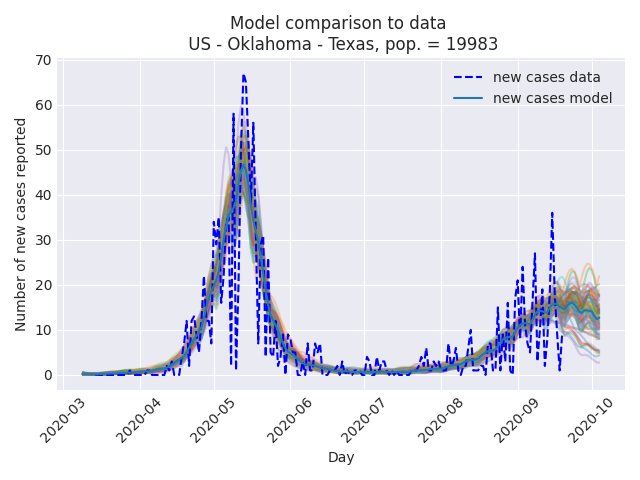 Model comparison to data
US - Oklahoma - Texas, pop. = 19983
new cases data
new cases model
Number of new cases reported
70
60
50
40
30
20
10
0
2020-03
2020-04
2020-05
2020-06
2020-07
2020-08
2020-09
2020-10
Day